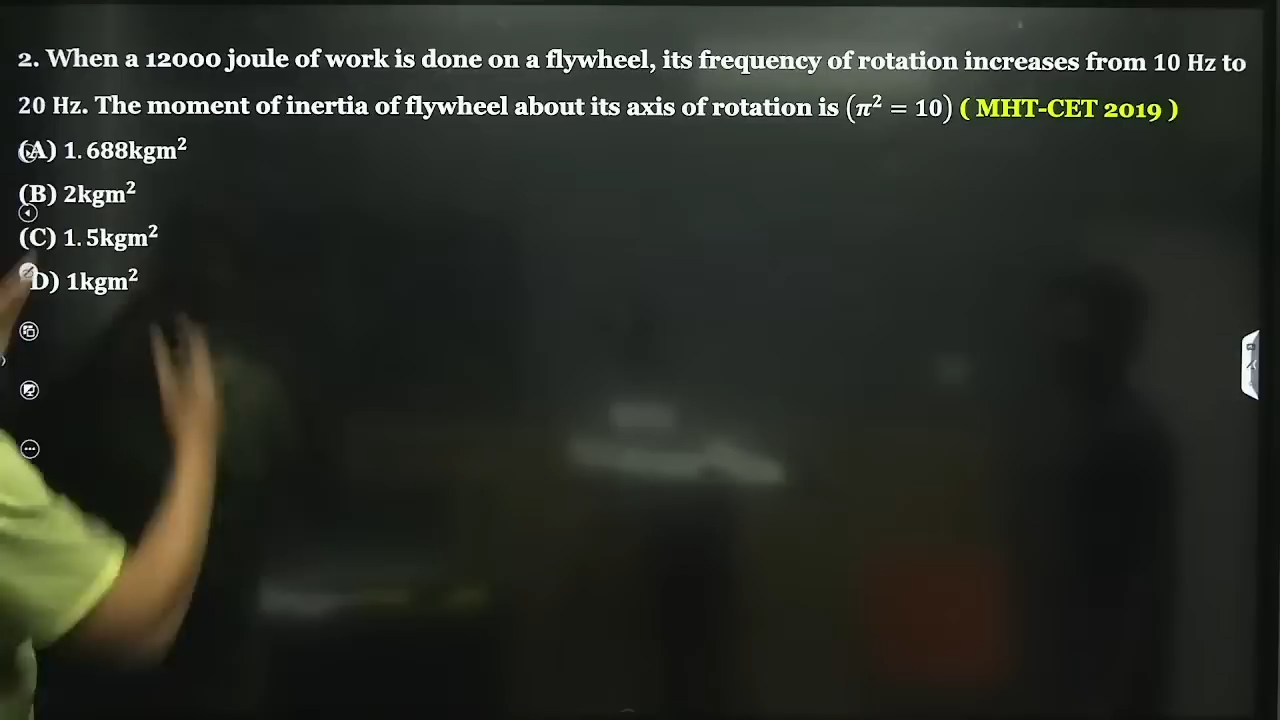 2. When a 12000 joule of work is done on a flywheel, its frequency of rotation increases from 10 Hz to
20 Hz. The moment of inertia of flywheel about its axis of rotation is (π² = 10) ( MHT-CET 2019 )
(A) 1.688kgm²
(B) 2kgm²
(C) 1.5kgm²
D) 1kgm²